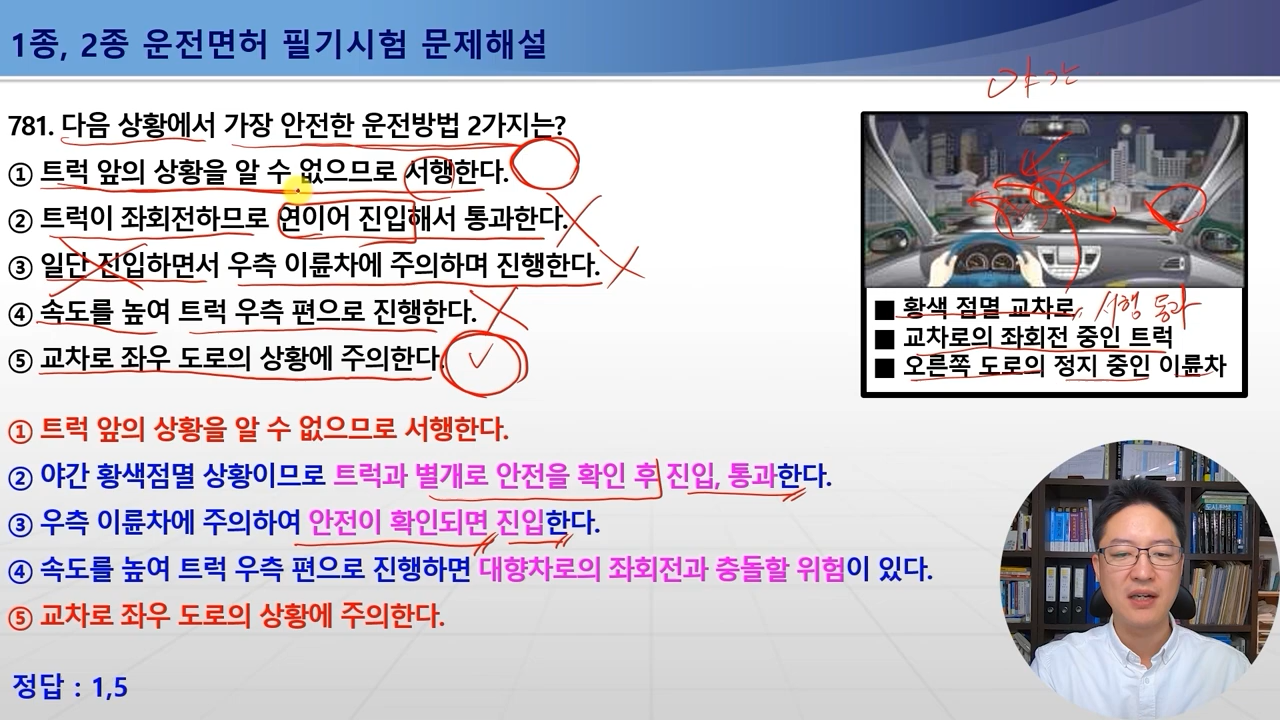 1종, 2종 운전면허 필기시험 문제해설
야간
781. 다음 상황에서 가장 안전한 운전방법 2가지는?
① 트럭 앞의 상황을 알 수 없으므로 서행한다.
② 트럭이 좌회전하므로 연이어 진입해서 통과한다.
③ 일단 진입하면서 우측 이륜차에 주의하며 진행한다.
④ 속도를 높여 트럭 우측 편으로 진행한다.
⑤ 교차로 좌우 도로의 상황에 주의한다.
■ 황색 점멸 교차로 서행 통과
■ 교차로의 좌회전 중인 트럭
■ 오른쪽 도로의 정지 중인 이륜차
① 트럭 앞의 상황을 알 수 없으므로 서행한다.
② 야간 황색점멸 상황이므로 트럭과 별개로 안전을 확인 후 진입, 통과한다.
③ 우측 이륜차에 주의하여 안전이 확인되면 진입한다.
④ 속도를 높여 트럭 우측 편으로 진행하면 대향차로의 좌회전과 충돌할 위험이 있다.
⑤ 교차로 좌우 도로의 상황에 주의한다.
정답 : 1,5